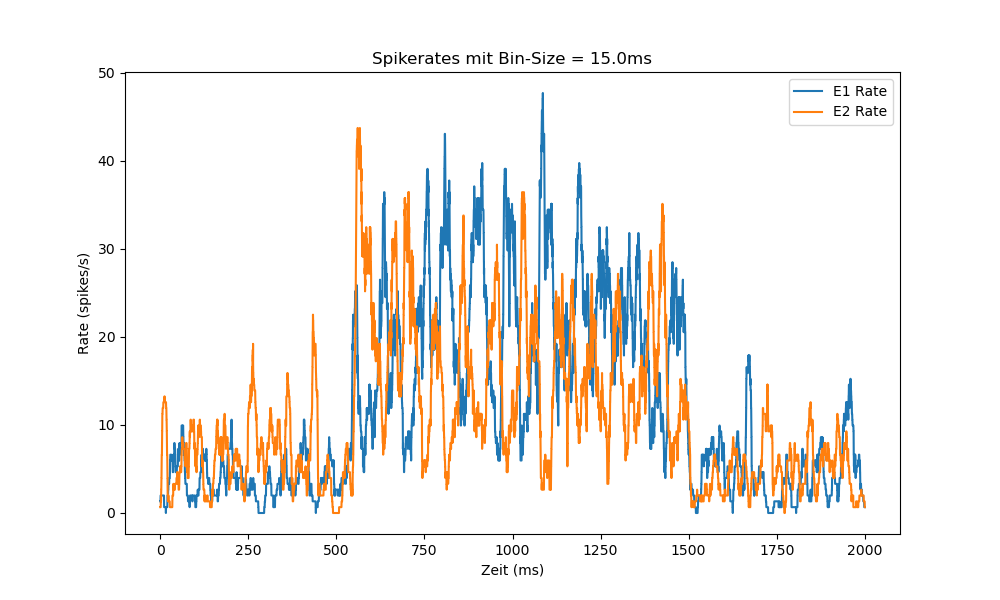 Spikerates mit Bin-Size = 15.0ms
E1 Rate
E2 Rate
50
40
30
20
10
0
Rate (spikes/s)
0 250 500 750 1000 1250 1500 1750 2000
Zeit (ms)